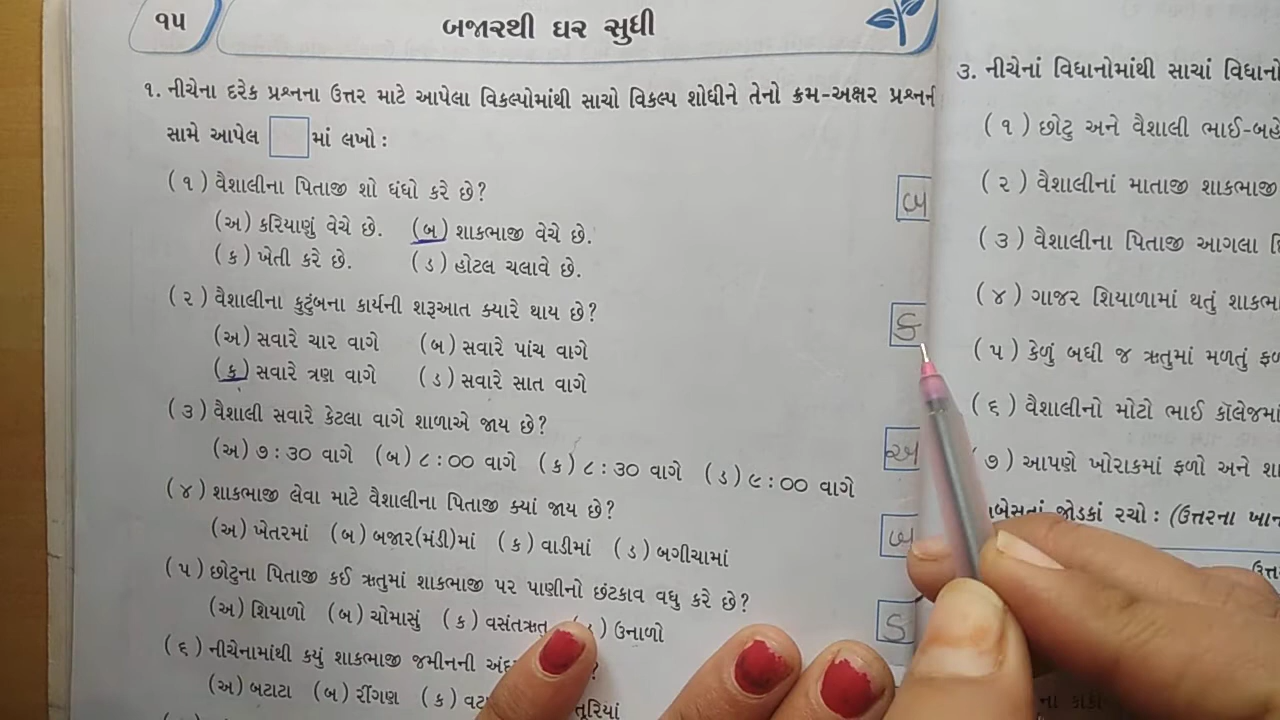 ૧૫
બજારથી ઘર સુધી
૧. નીચેના દરેક પ્રશ્નના ઉત્તર માટે આપેલા વિકલ્પોમાંથી સાચો વિકલ્પ શોધીને તેનો ક્રમ-અક્ષર
સામે આપેલ માં લખો :
(૧) વૈશાલીના પિતાજી શો ધંધો કરે છે?
બ
(અ) કરિયાણું વેચે છે. (બ) શાકભાજી વેચે છે.
(ક) ખેતી કરે છે. (ડ) હોટલ ચલાવે છે.
(૨) વૈશાલીના કુટુંબના કાર્યની શરૂઆત ક્યારે થાય છે?
ક
(અ) સવારે ચાર વાગે (બ) સવારે પાંચ વાગે
(ક) સવારે ત્રણ વાગે (ડ) સવારે સાત વાગે
(૩) વૈશાલી સવારે કેટલા વાગે શાળાએ જાય છે?
અ
(અ) ૭:૩૦ વાગે (બ) ૮:૦૦ વાગે (ક) ૮:૩૦ વાગે (ડ) ૯:૦૦ વાગે
(૪) શાકભાજી લેવા માટે વૈશાલીના પિતાજી ક્યાં જાય છે?
બ
(અ) ખેતરમાં (બ) બજાર(મંડી)માં (ક) વાડીમાં (ડ) બગીચામાં
(૫) છોટુના પિતાજી કઈ ઋતુમાં શાકભાજી પર પાણીનો છંટકાવ વધુ કરે છે?
ડ
(અ) શિયાળો (બ) ચોમાસું (ક) વસંતઋતુ ઉનાળો
(૬) નીચેનામાંથી કયું શાકભાજી જમીનની
(અ) બટાટા (બ) રીંગણ (ક)
૩. નીચેનાં વિધાનોમાંથી સાચાં
(૧) છોટુ અને વૈશાલી
(૨) વૈશાલીનાં માતાજી શાકભાજી
(૩) વૈશાલીના પિતાજી આગલા
(૪) ગાજર શિયાળામાં થતું
(૫) કેળું બધી જ ઋતુમાં મળતું
(૬) વૈશાલીનો મોટો ભાઈ કૉલેજમાં
૭) આપણે ખોરાકમાં ફળો અને
જોડકાં રચો : (ઉત્તરના